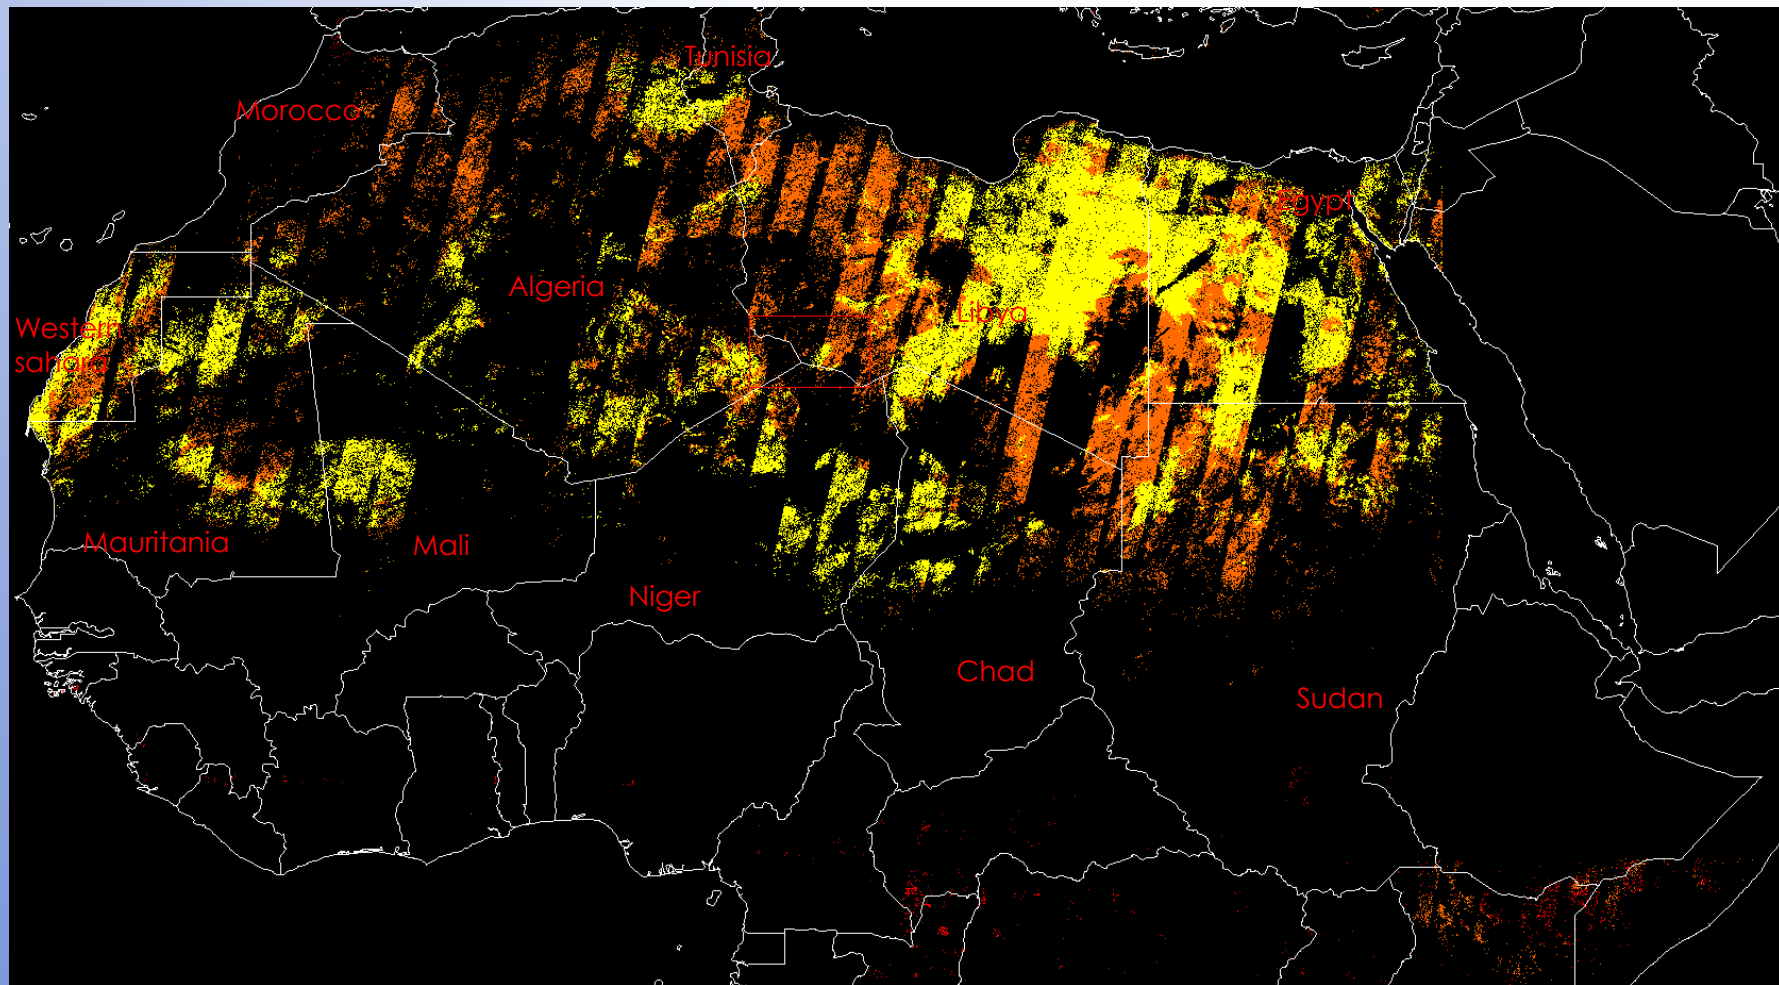 Tunisia
Morocco
Egypt
Algeria
Libya
Western
sahara
Mauritania
Mali
Niger
Chad
Sudan